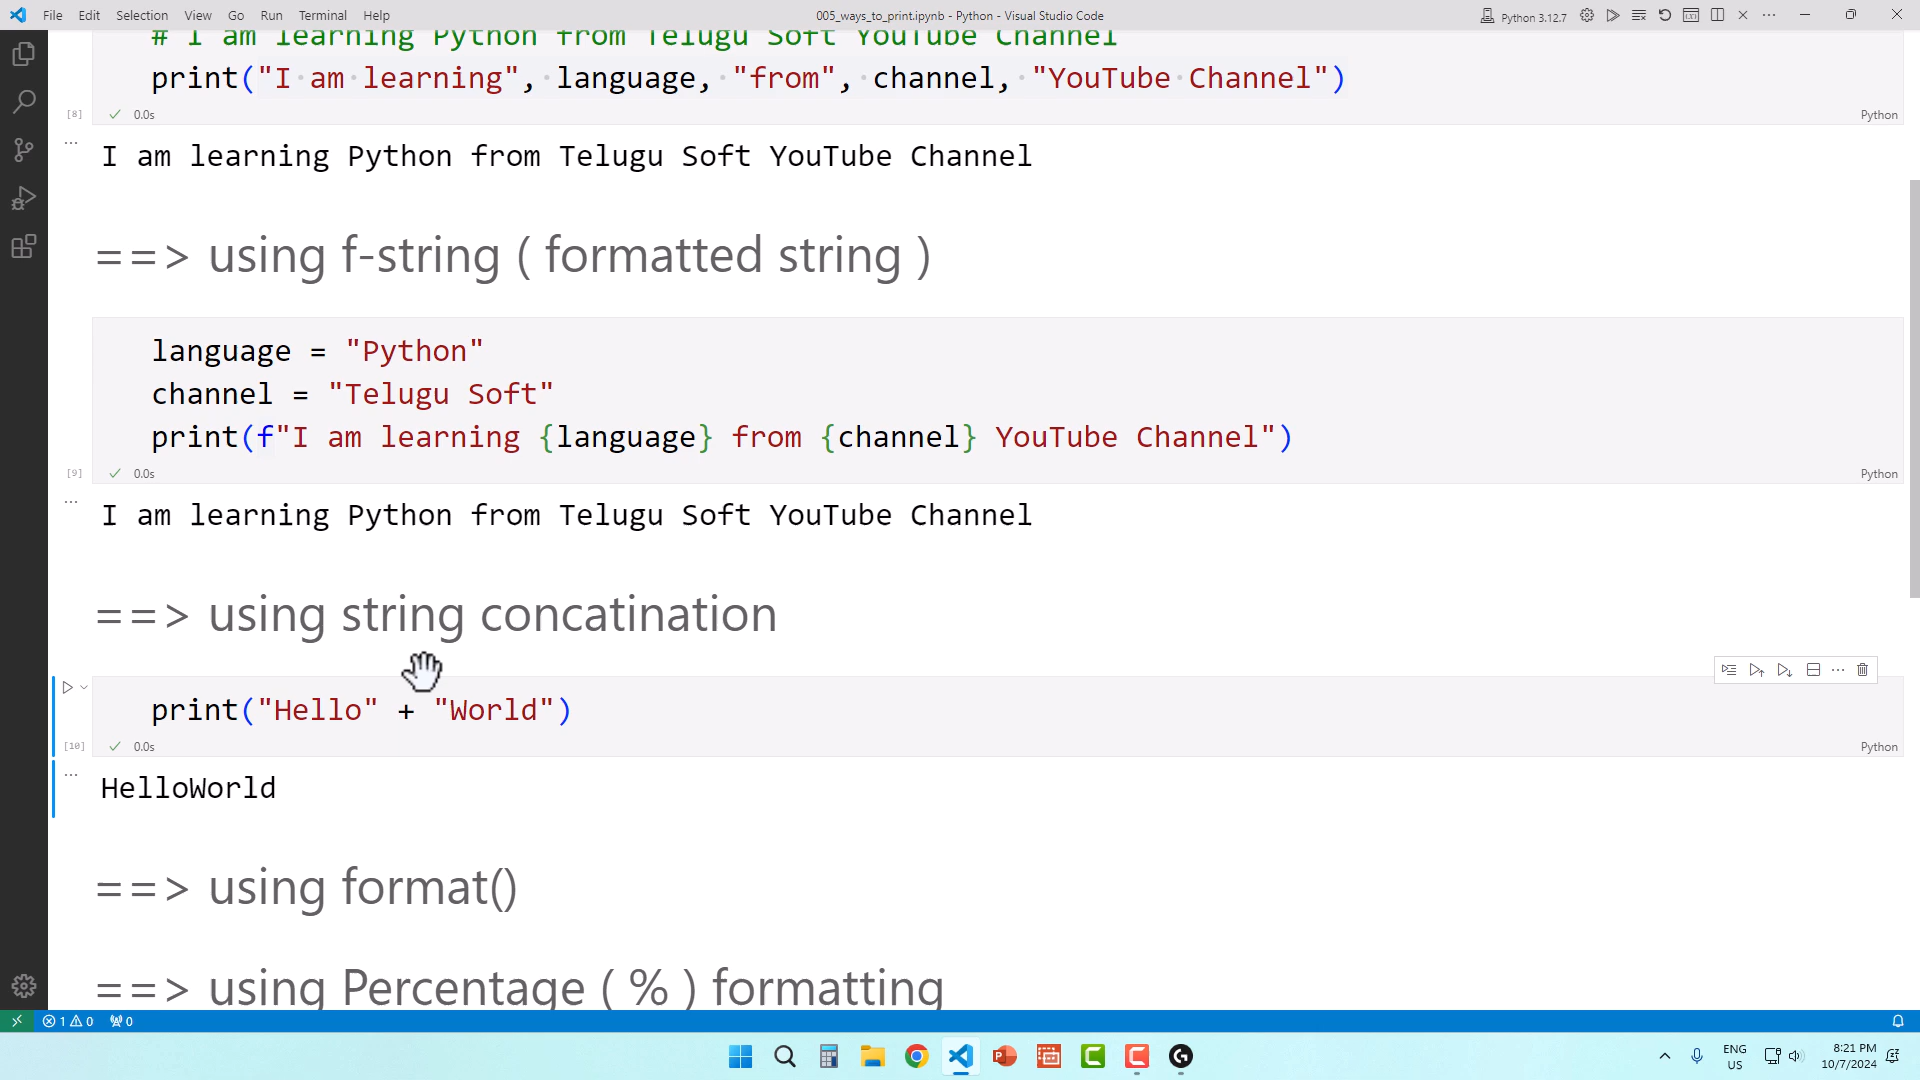 File Edit Selection View Go Run Terminal Help
005_ways_to_print.ipynb - Python - Visual Studio Code
Python 3.12.7
# I am learning Python from Telugu Soft YouTube Channel
print("I am learning", language, "from", channel, "YouTube Channel")
[8] 0.0s Python
I am learning Python from Telugu Soft YouTube Channel
==> using f-string ( formatted string )
language = "Python"
channel = "Telugu Soft"
print(f"I am learning {language} from {channel} YouTube Channel")
[9] 0.0s Python
I am learning Python from Telugu Soft YouTube Channel
==> using string concatination
print("Hello" + "World")
[10] 0.0s Python
HelloWorld
==> using format()
==> using Percentage ( % ) formatting
1 0 0
ENG 8:21 PM
US 10/7/2024